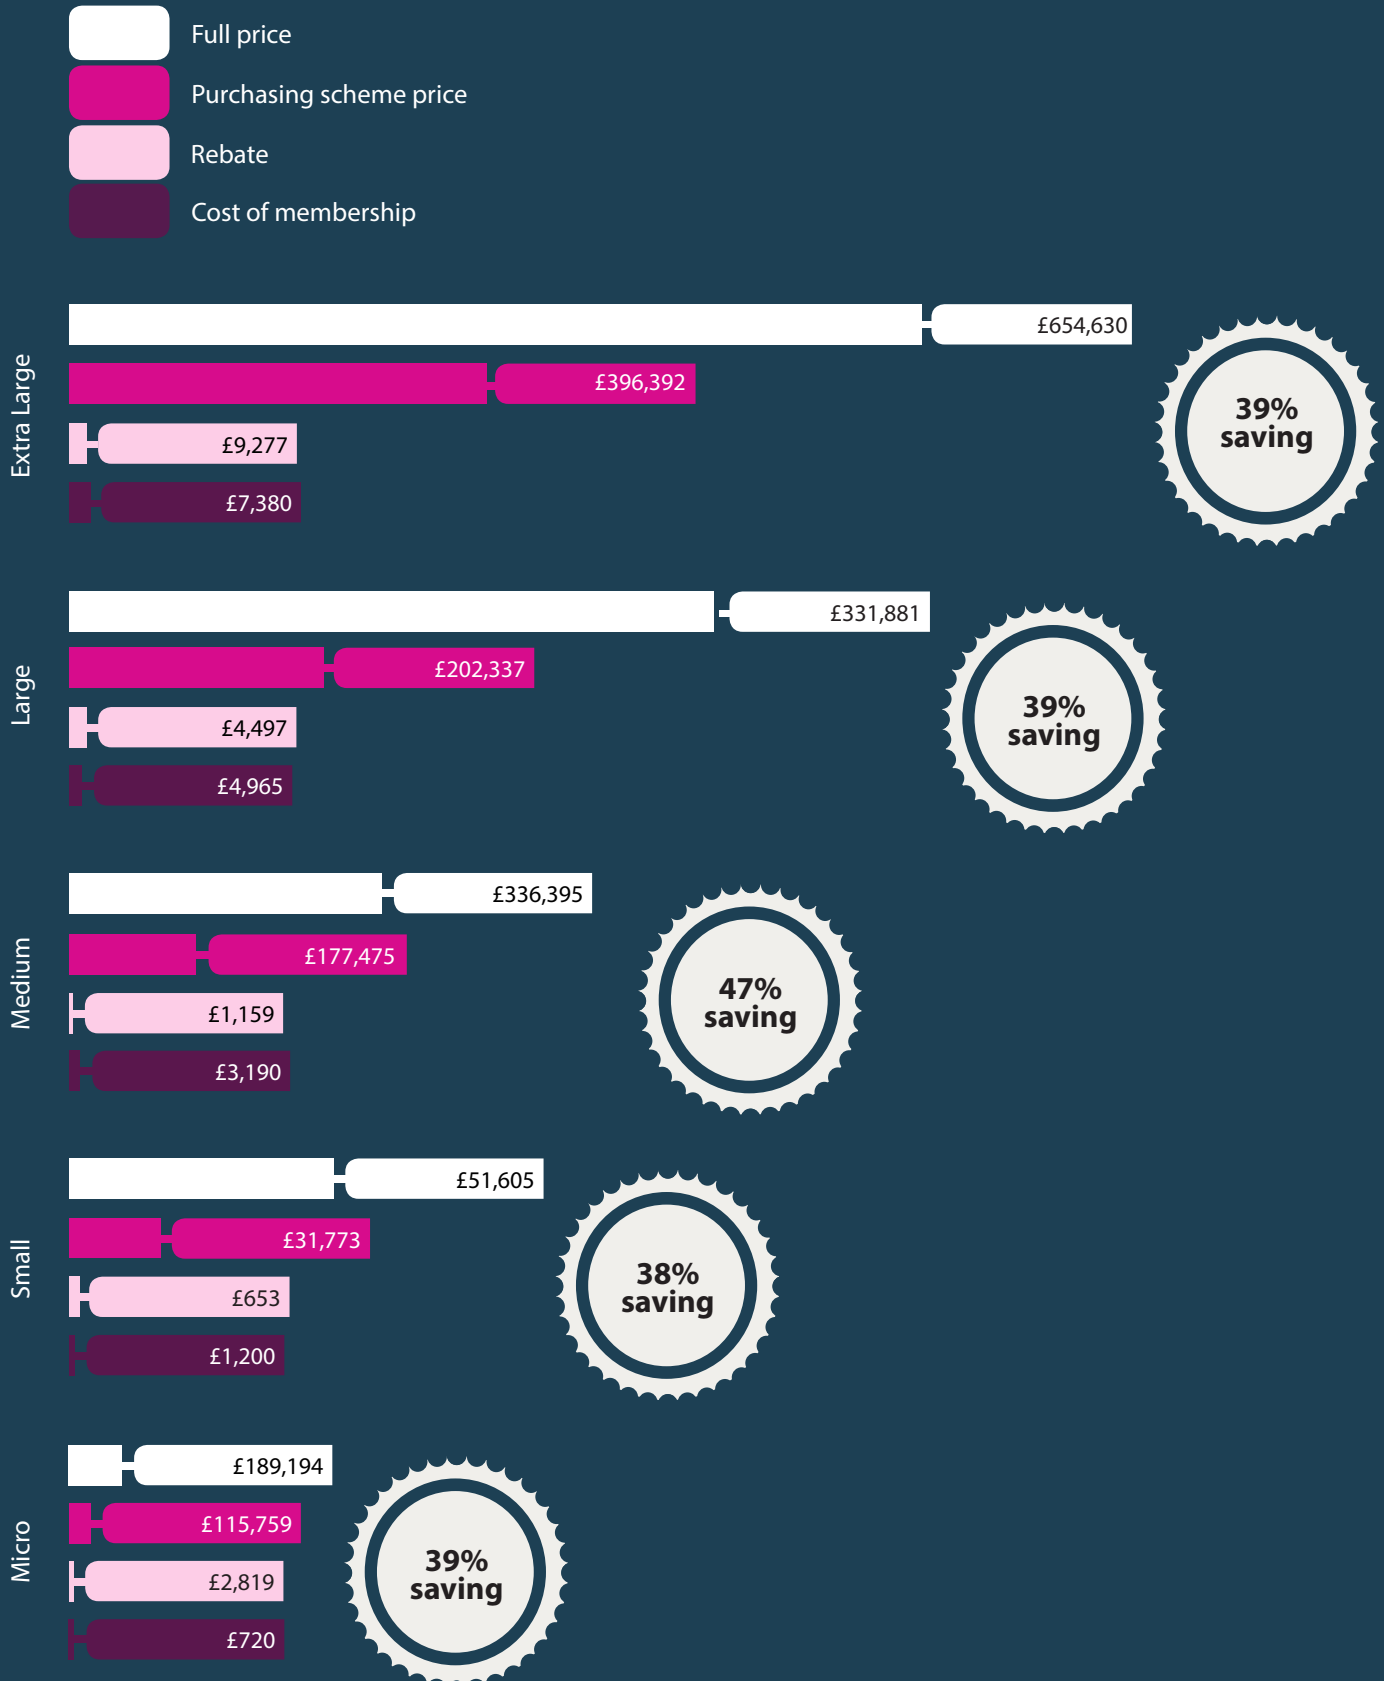 Full price
Purchasing scheme price
Rebate
Cost of membership
Extra Large
£654,630
£396,392
£9,277
£7,380
39%
saving
Large
£331,881
£202,337
£4,497
£4,965
39%
saving
Medium
£336,395
£177,475
£1,159
£3,190
47%
saving
Small
£51,605
£31,773
£653
£1,200
38%
saving
Micro
£189,194
£115,759
£2,819
£720
39%
saving